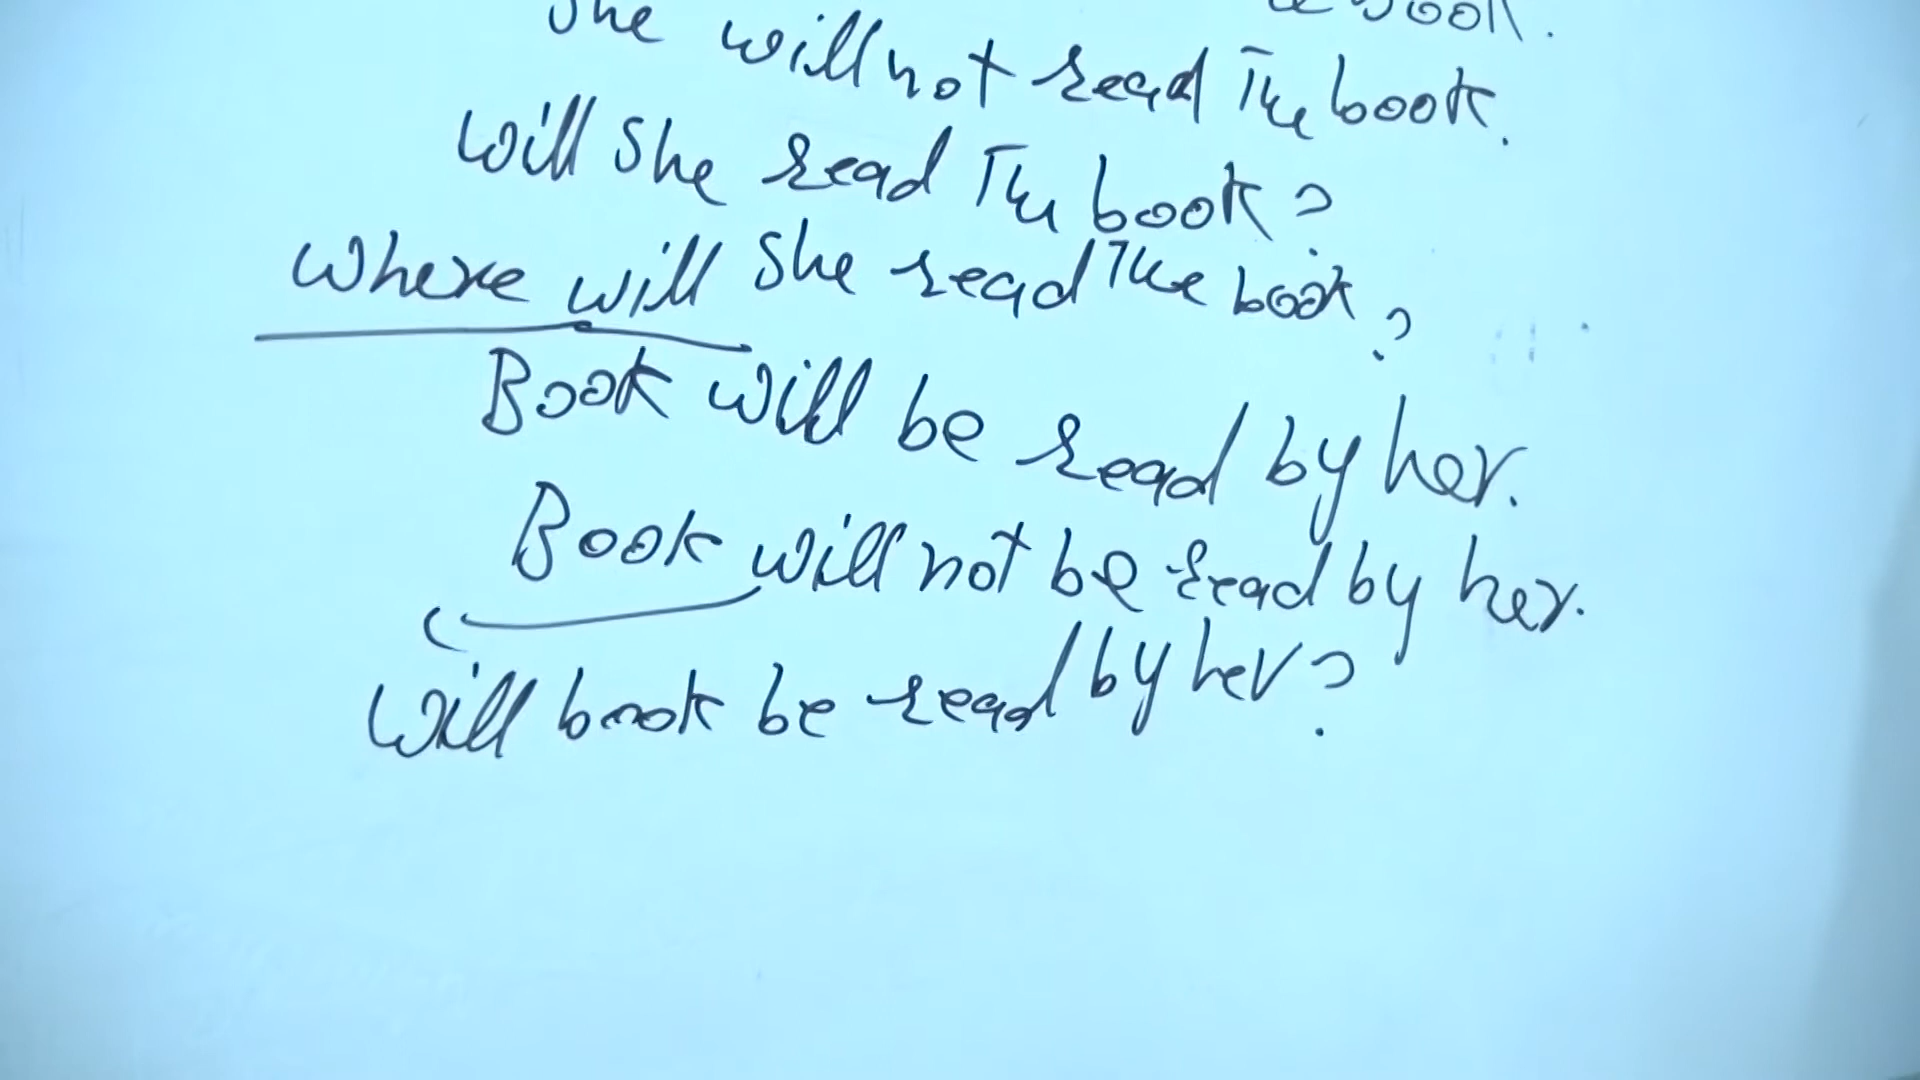 book.
She will not read The book.
Will She read The book?
Where will She read The book?
Book will be read by her.
Book will not be read by her.
Will book be read by her?